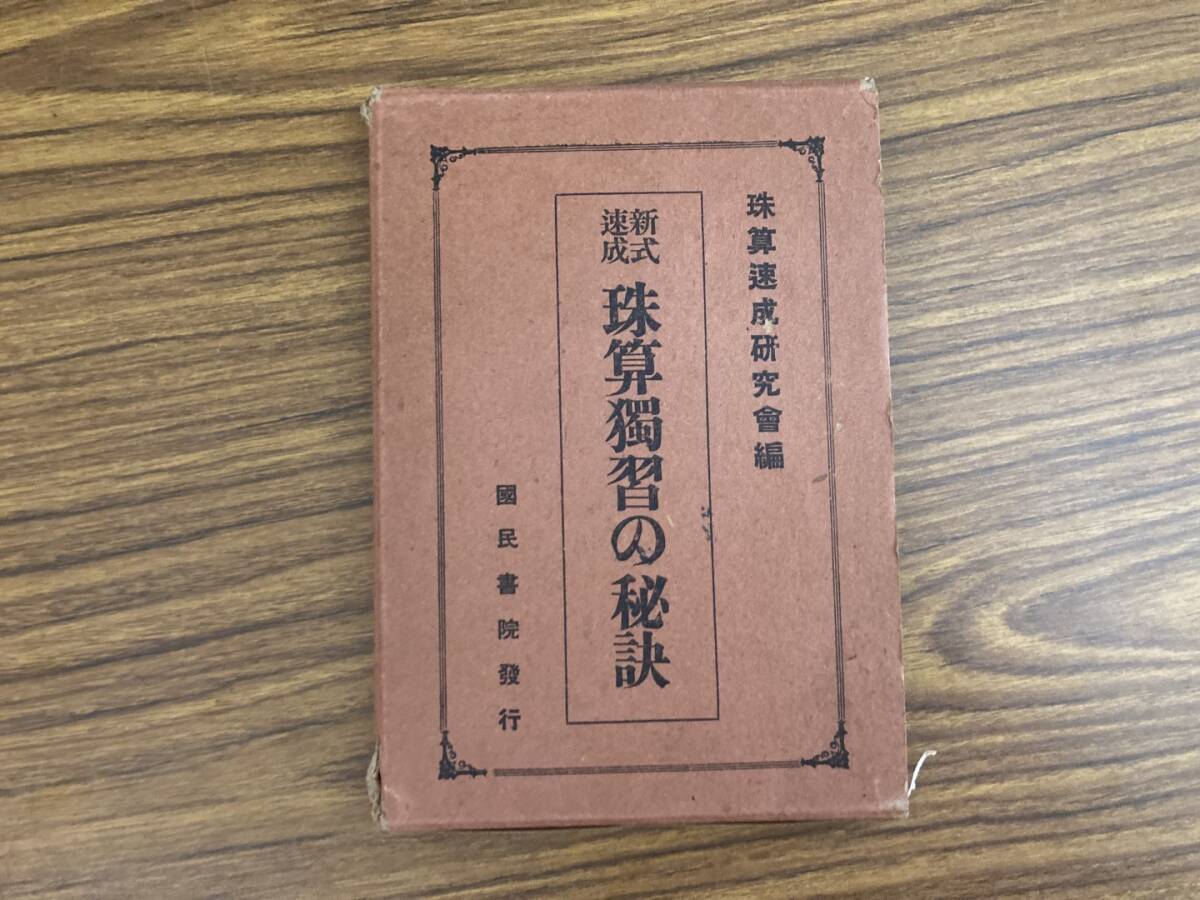 珠算速成研究會編
新式
速成
珠算獨習の秘訣
國民書院發行